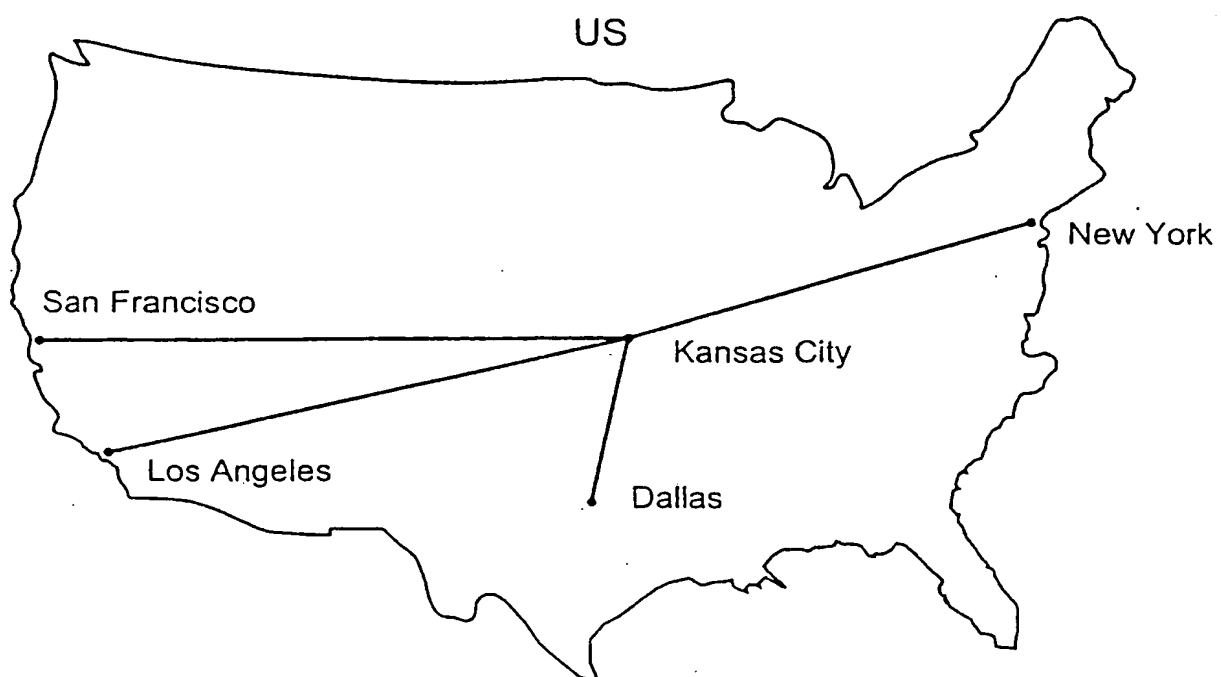 US
New York
San Francisco
Kansas City
Los Angeles
Dallas